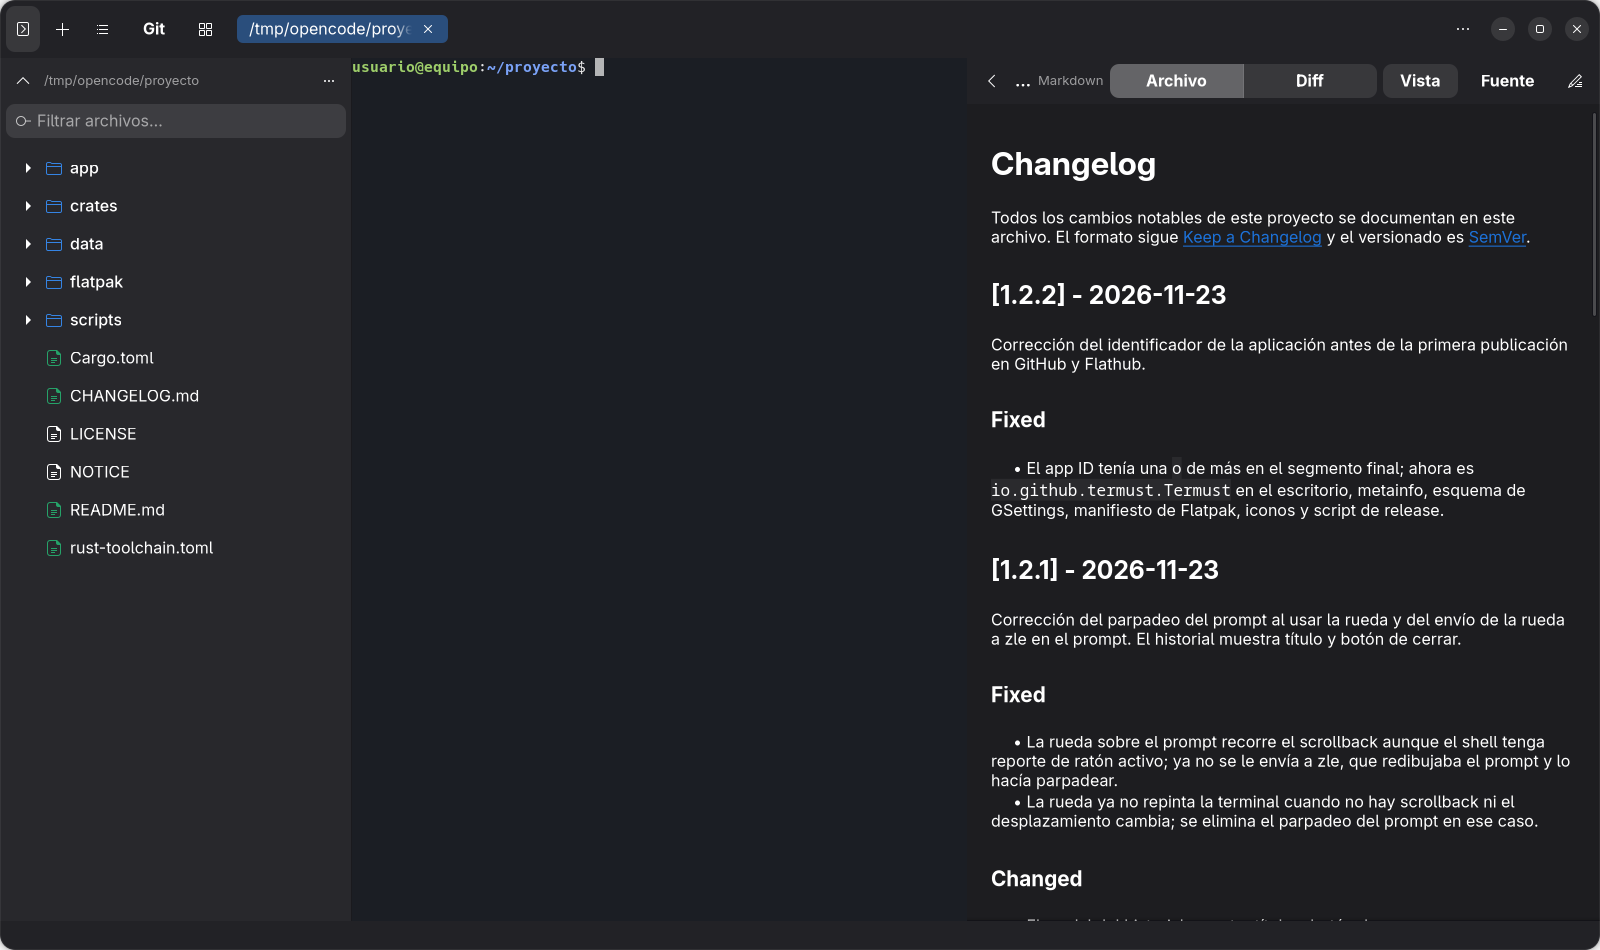 Git
/tmp/opencode/proye
/tmp/opencode/proyecto
Filtrar archivos...
app
crates
data
flatpak
scripts
Cargo.toml
CHANGELOG.md
LICENSE
NOTICE
README.md
rust-toolchain.toml
usuario@equipo:~/proyecto$
... Markdown
Archivo
Diff
Vista
Fuente
Changelog
Todos los cambios notables de este proyecto se documentan en este
archivo. El formato sigue Keep a Changelog y el versionado es SemVer.
[1.2.2] - 2026-11-23
Corrección del identificador de la aplicación antes de la primera publicación
en GitHub y Flathub.
Fixed
• El app ID tenía una o de más en el segmento final; ahora es
io.github.termust.Termust en el escritorio, metainfo, esquema de
GSettings, manifiesto de Flatpak, iconos y script de release.
[1.2.1] - 2026-11-23
Corrección del parpadeo del prompt al usar la rueda y del envío de la rueda
a zle en el prompt. El historial muestra título y botón de cerrar.
Fixed
• La rueda sobre el prompt recorre el scrollback aunque el shell tenga
reporte de ratón activo; ya no se le envía a zle, que redibujaba el prompt y lo
hacía parpadear.
• La rueda ya no repinta la terminal cuando no hay scrollback ni el
desplazamiento cambia; se elimina el parpadeo del prompt en ese caso.
Changed